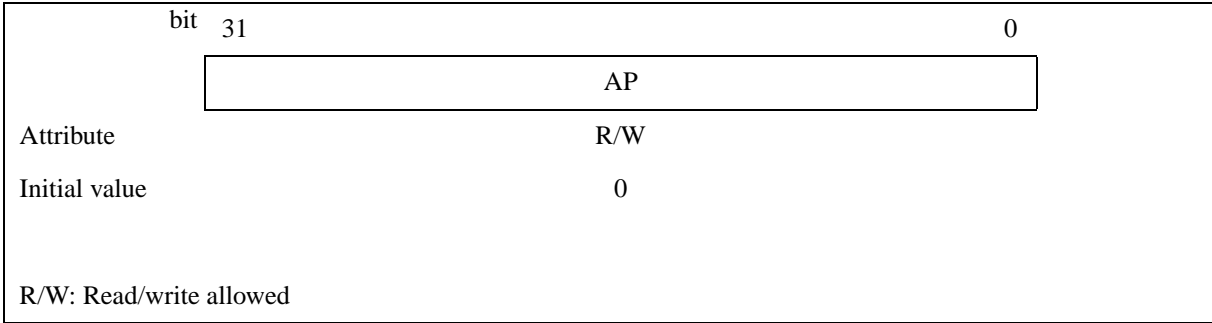 bit 31 0
AP
Attribute R/W
Initial value 0
R/W: Read/write allowed